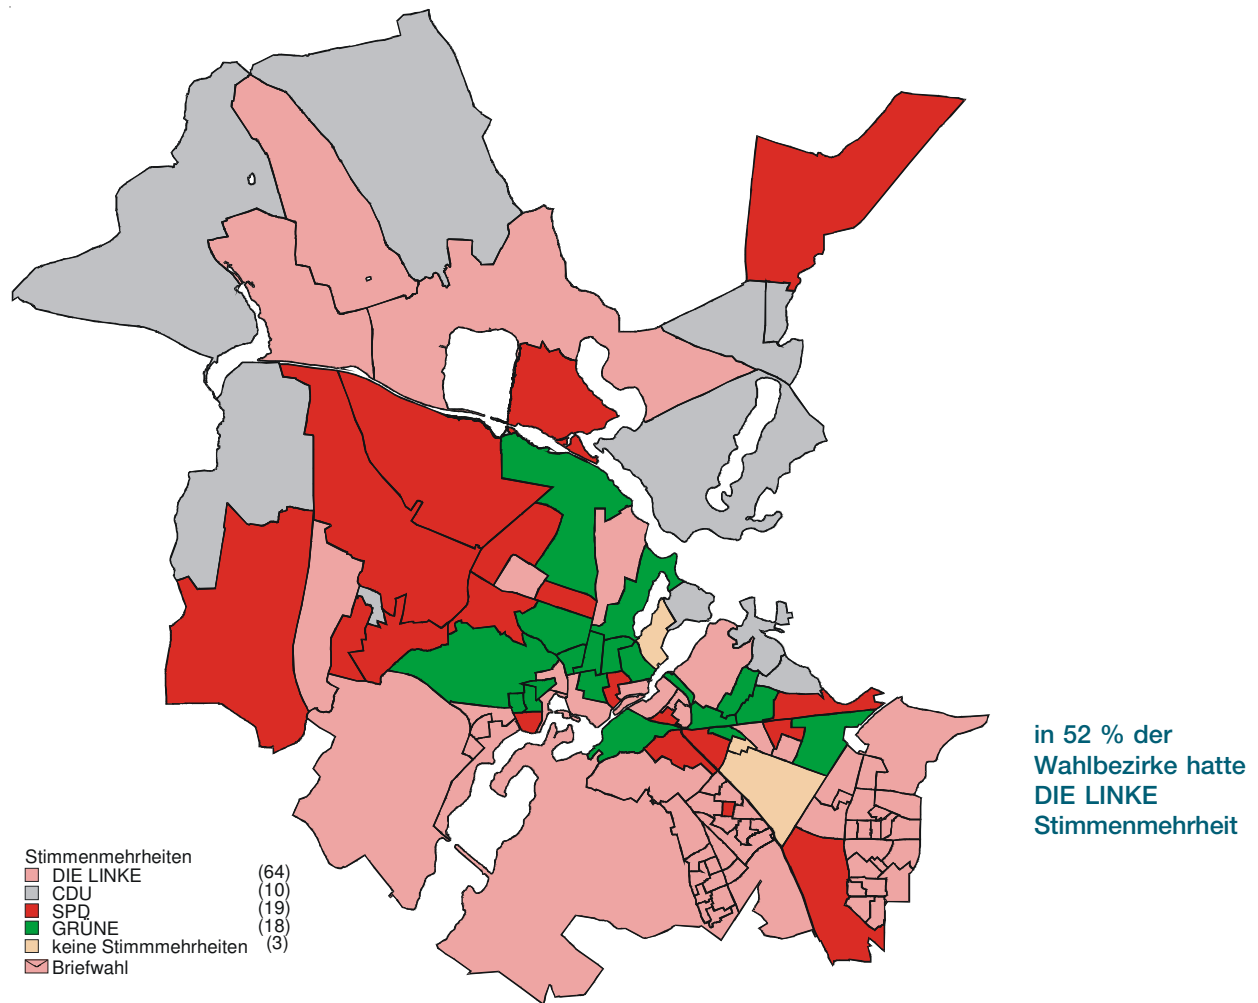 in 52 % der
Wahlbezirke hatte
DIE LINKE
Stimmenmehrheit
Stimmenmehrheiten
DIE LINKE (64)
CDU (10)
SPD (19)
GRÜNE (18)
keine Stimmmehrheiten (3)
Briefwahl